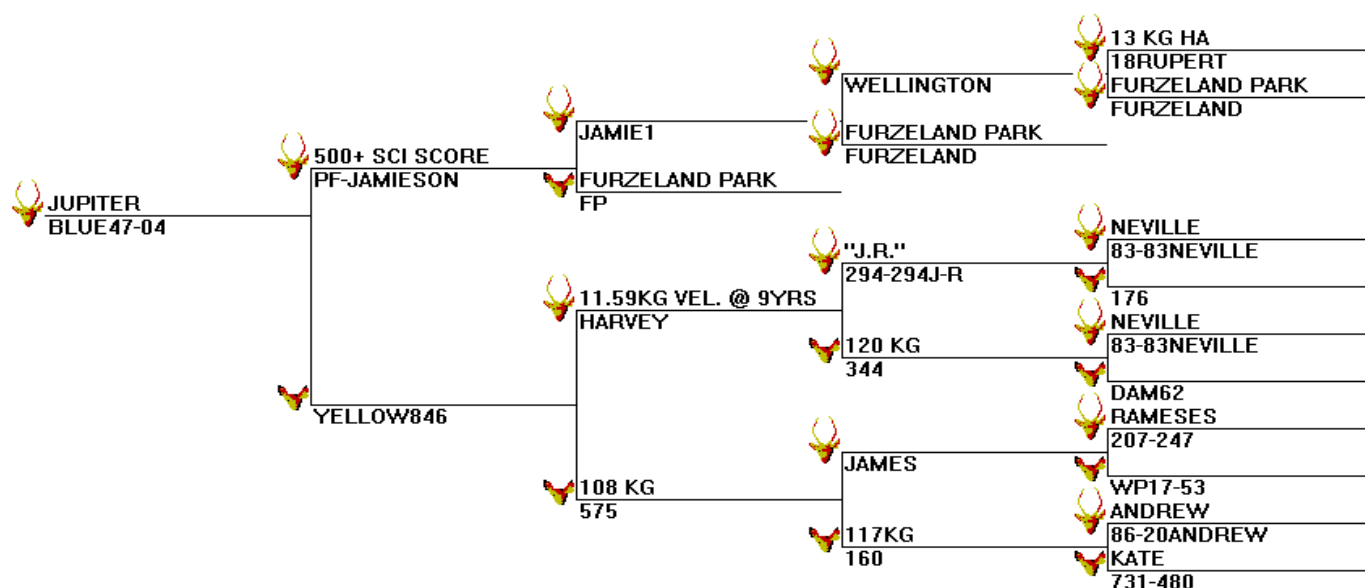 13 KG HA
18RUPERT
WELLINGTON
FURZELAND PARK
FURZELAND
JAMIE1
FURZELAND PARK
FURZELAND
500+ SCI SCORE
PF-JAMIESON
FURZELAND PARK
FP
JUPITER
BLUE47-04
NEVILLE
83-83NEVILLE
"J.R."
294-294J-R
176
11.59KG VEL. @ 9YRS
HARVEY
NEVILLE
83-83NEVILLE
120 KG
344
DAM62
YELLOW846
RAMESES
207-247
JAMES
WP17-53
108 KG
575
ANDREW
86-20ANDREW
117KG
160
KATE
731-480